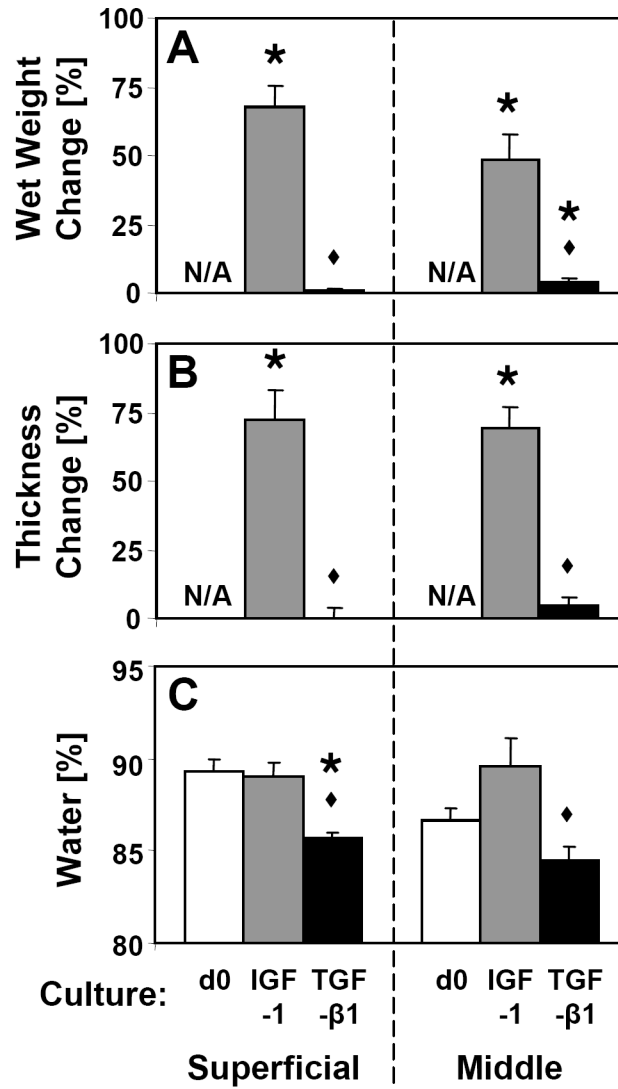 A
Wet Weight
Change [%]
100
75
50
25
0
* * *
♦ ♦
N/A N/A
B
Thickness
Change [%]
100
75
50
25
0
* *
♦ ♦
N/A N/A
C
Water [%]
95
90
85
80
*
♦ ♦
Culture: d0 IGF TGF d0 IGF TGF
-1 -β1 -1 -β1
Superficial Middle